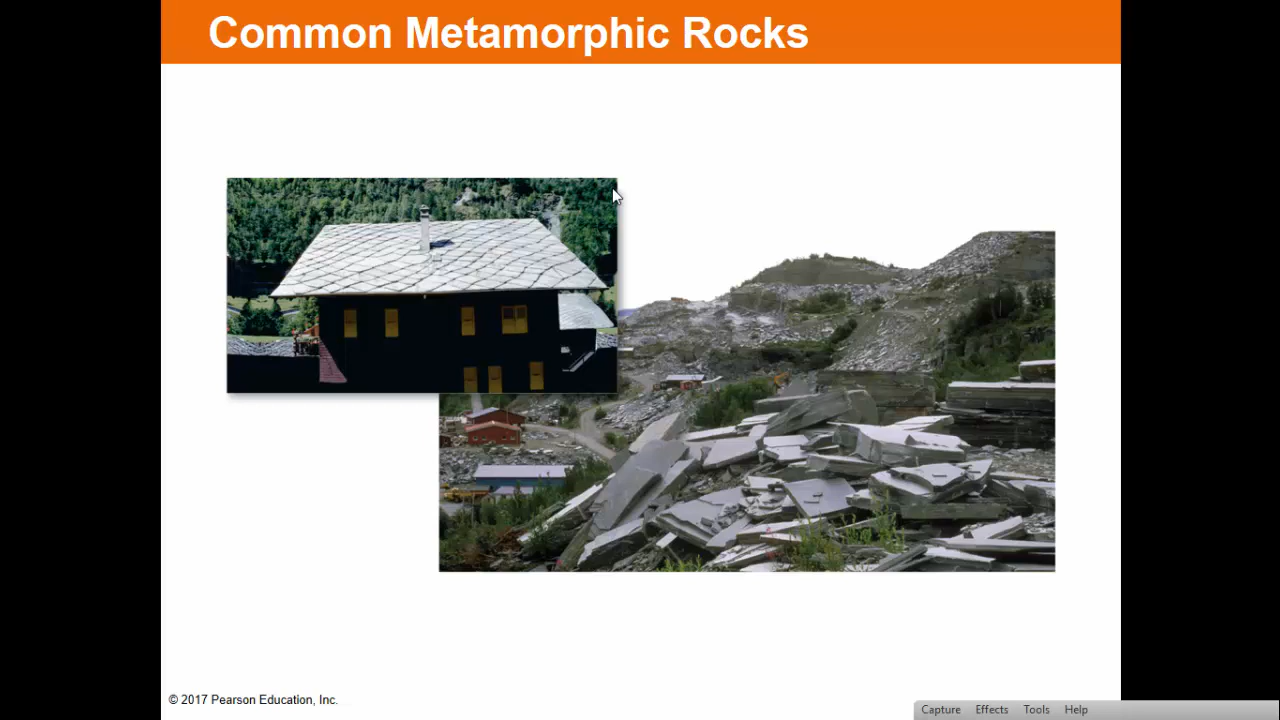 Common Metamorphic Rocks
© 2017 Pearson Education, Inc.
Capture Effects Tools Help